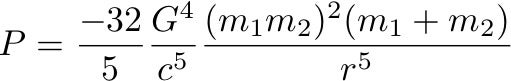 P = \frac{-32}{5} \frac{G^4}{c^5} \frac{(m_1 m_2)^2 (m_1 + m_2)}{r^5}